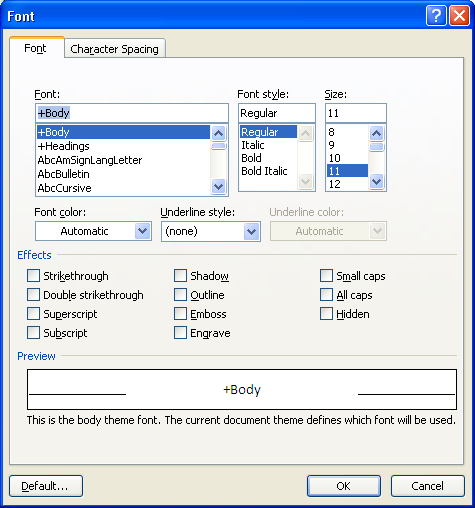 Font
Font Character Spacing
Font: Font style: Size:
+Body Regular 11
+Body Regular 8
+Headings Italic 9
AbcAmSignLangLetter Bold 10
AbcBulletin Bold Italic 11
AbcCursive 12
Font color: Underline style: Underline color:
Automatic (none) Automatic
Effects
Strikethrough Shadow Small caps
Double strikethrough Outline All caps
Superscript Emboss Hidden
Subscript Engrave
Preview
+Body
This is the body theme font. The current document theme defines which font will be used.
Default... OK Cancel